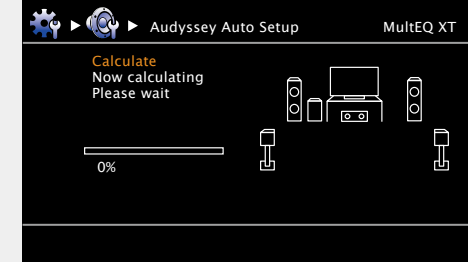 Audyssey Auto Setup MultEQ XT
Calculate
Now calculating
Please wait
0%